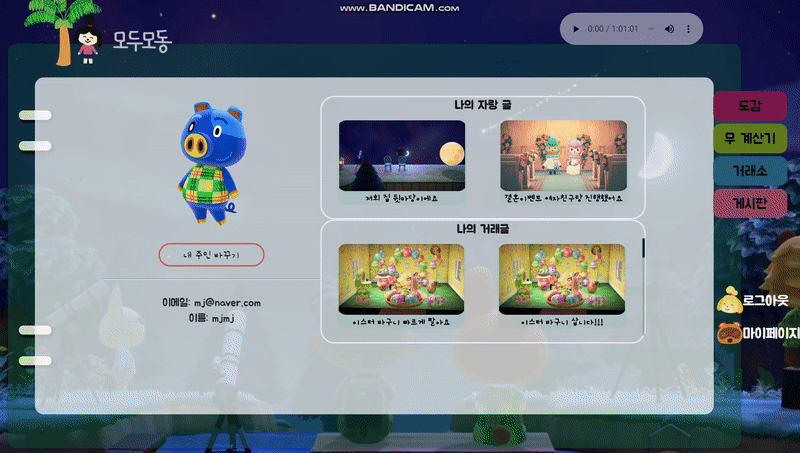 www.BANDICAM.com
모두모동
0:00 / 1:01:01
나의 자랑 글
저희 집 뒷마당이에요
결혼이벤트 여자친구랑 진행했어요
나의 거래글
이스터 바구니 빠르게 팔아요
이스터 바구니 삽니다!!!
내 주민 바꾸기
이메일: mj@naver.com
이름: mjmj
도감
무 계산기
거래소
게시판
로그아웃
마이페이지